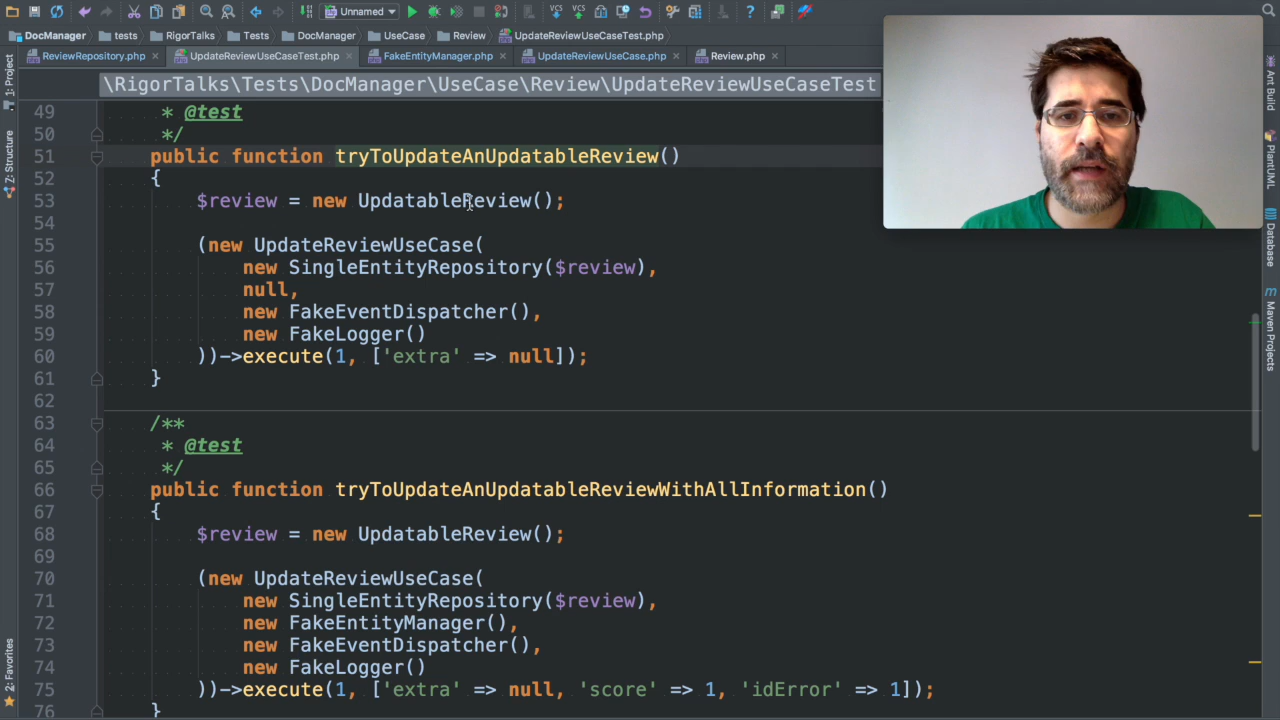 Unnamed
VCS VCS
DocManager tests RigorTalks Tests DocManager UseCase Review UpdateReviewUseCaseTest.php
ReviewRepository.php UpdateReviewUseCaseTest.php FakeEntityManager.php UpdateReviewUseCase.php Review.php
\RigorTalks\Tests\DocManager\UseCase\Review\UpdateReviewUseCaseTest
49 * @test
50 */
51 public function tryToUpdateAnUpdatableReview()
52 {
53 $review = new UpdatableReview();
54
55 (new UpdateReviewUseCase(
56 new SingleEntityRepository($review),
57 null,
58 new FakeEventDispatcher(),
59 new FakeLogger()
60 ))->execute(1, ['extra' => null]);
61 }
62
63 /**
64 * @test
65 */
66 public function tryToUpdateAnUpdatableReviewWithAllInformation()
67 {
68 $review = new UpdatableReview();
69
70 (new UpdateReviewUseCase(
71 new SingleEntityRepository($review),
72 new FakeEntityManager(),
73 new FakeEventDispatcher(),
74 new FakeLogger()
75 ))->execute(1, ['extra' => null, 'score' => 1, 'idError' => 1]);
76 }
1: Project
Z: Structure
2: Favorites
Ant Build
PlantUML
Database
m Maven Projects